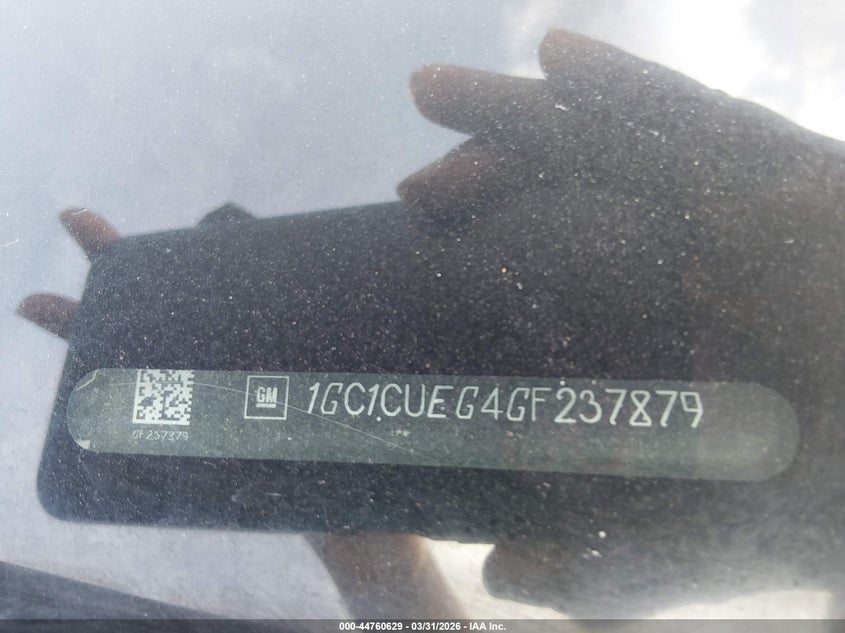 GM 1GC1CUEG4GF237879
GF237879
000-44760629 - 03/31/2026 - IAA Inc.